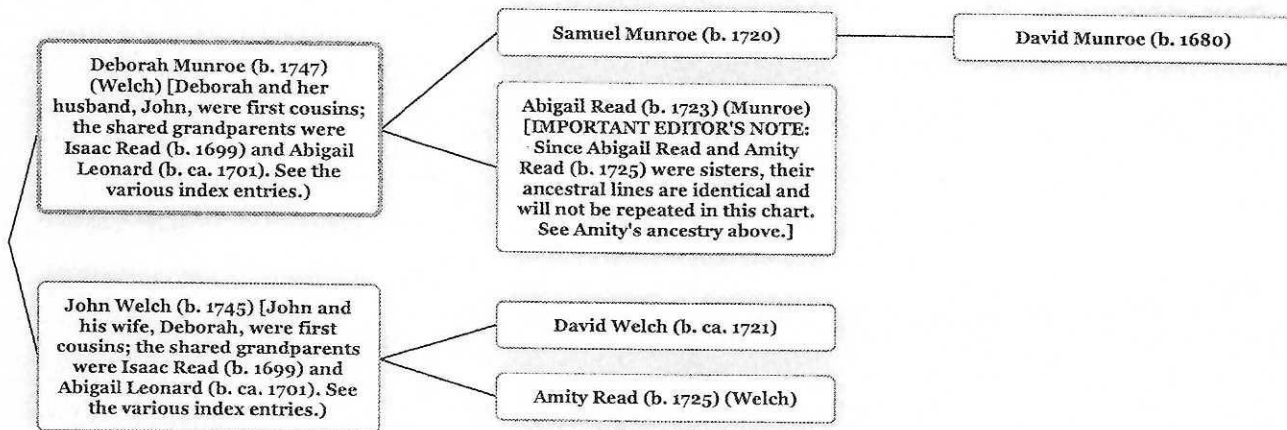 Deborah Munroe (b. 1747)
(Welch) [Deborah and her
husband, John, were first cousins;
the shared grandparents were
Isaac Read (b. 1699) and Abigail
Leonard (b. ca. 1701). See the
various index entries.)
Samuel Munroe (b. 1720)
David Munroe (b. 1680)
Abigail Read (b. 1723) (Munroe)
[IMPORTANT EDITOR'S NOTE:
Since Abigail Read and Amity
Read (b. 1725) were sisters, their
ancestral lines are identical and
will not be repeated in this chart.
See Amity's ancestry above.]
John Welch (b. 1745) [John and
his wife, Deborah, were first
cousins; the shared grandparents
were Isaac Read (b. 1699) and
Abigail Leonard (b. ca. 1701). See
the various index entries.)
David Welch (b. ca. 1721)
Amity Read (b. 1725) (Welch)